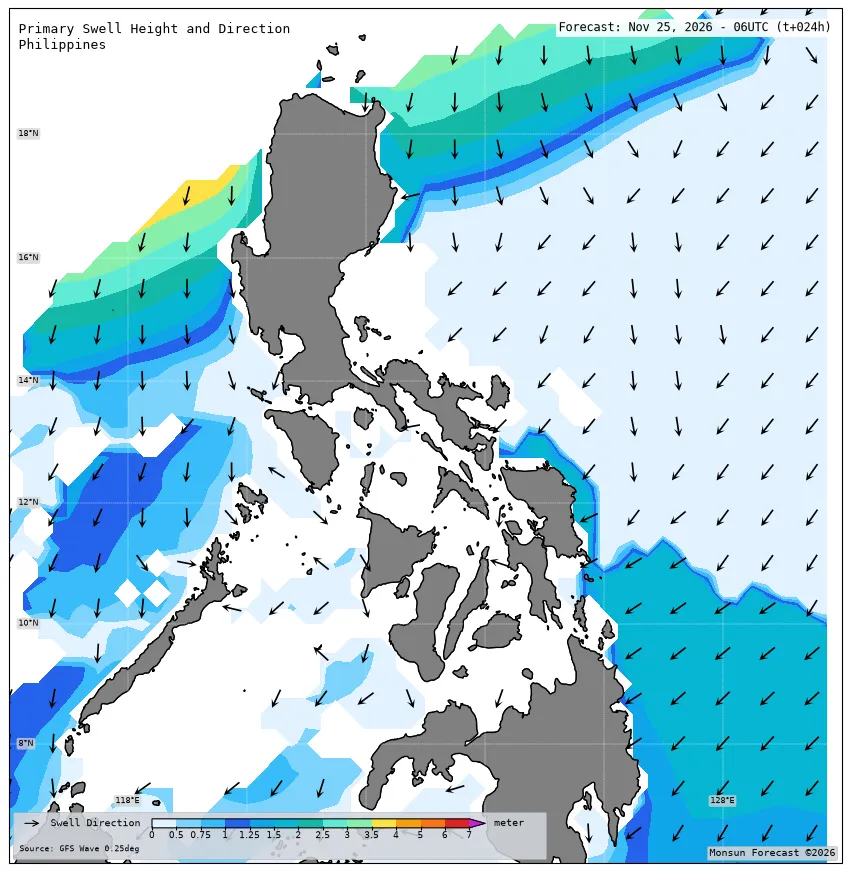 Primary Swell Height and Direction
Philippines
Forecast: Nov 25, 2026 - 06UTC (t+024h)
18°N
16°N
14°N
12°N
10°N
8°N
118°E
128°E
Swell Direction
meter
0 0.5 0.75 1 1.25 1.5 2 2.5 3 3.5 4 5 6 7
Source: GFS Wave 0.25deg
Monsun Forecast ©2026